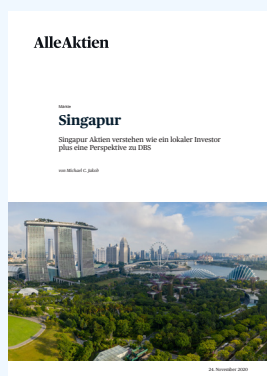 AlleAktien
Märkte
Singapur
Singapur Aktien verstehen wie ein lokaler Investor
plus eine Perspektive zu DBS
von Michael C. Jakob
24. November 2020